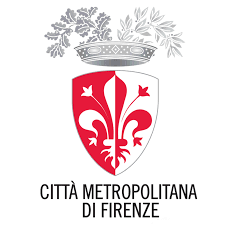 CITTÀ METROPOLITANA
DI FIRENZE